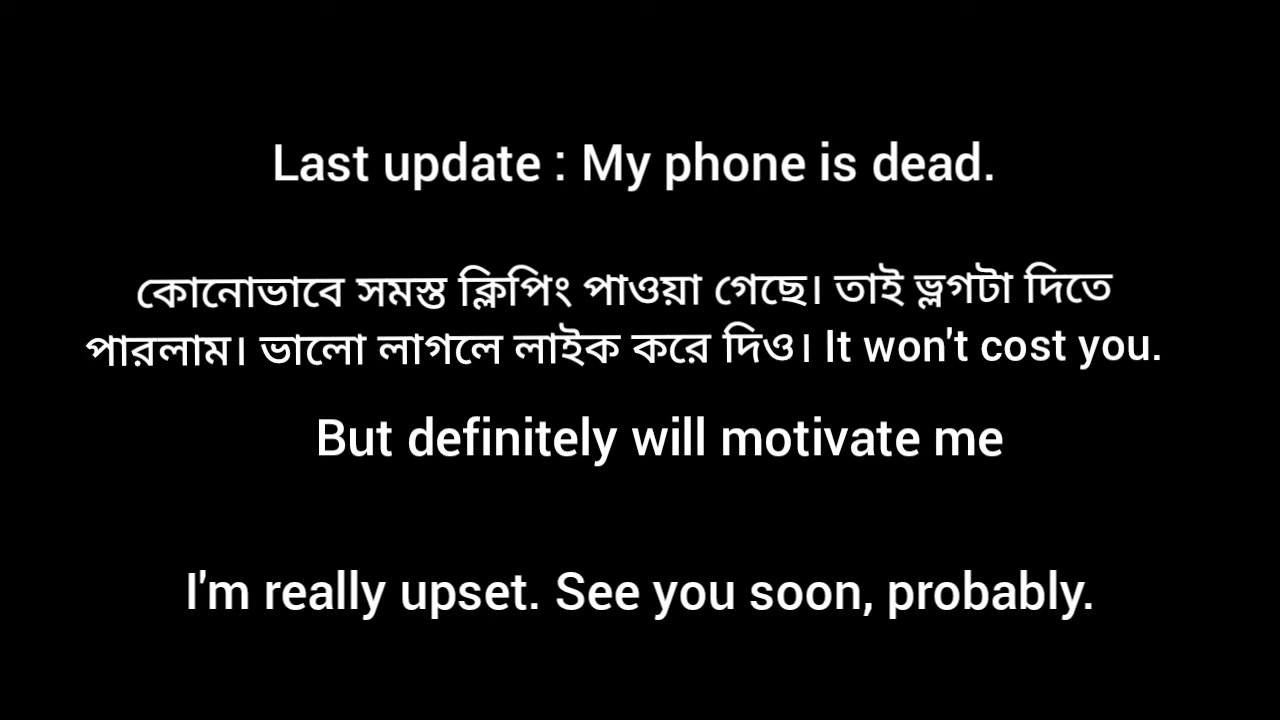 Last update : My phone is dead.
কোনোভাবে সমস্ত ক্লিপিং পাওয়া গেছে। তাই ভ্লগটা দিতে
পারলাম। ভালো লাগলে লাইক করে দিও। It won't cost you.
But definitely will motivate me
I'm really upset. See you soon, probably.